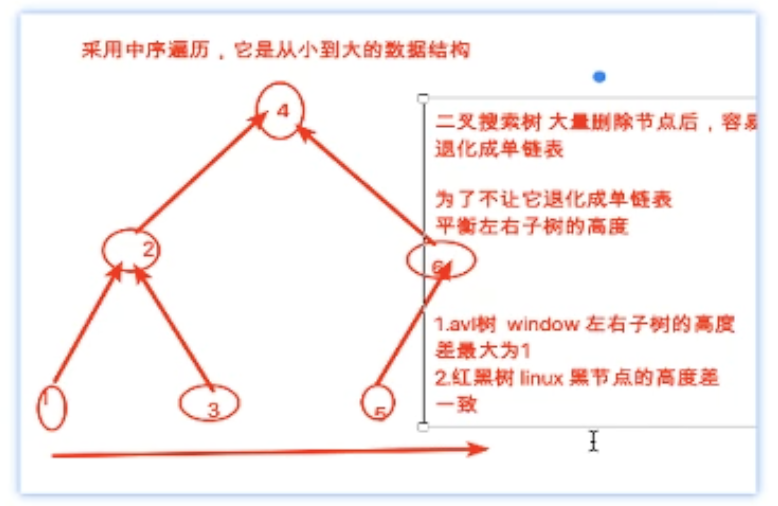 采用中序遍历，它是从小到大的数据结构
4
二叉搜索树 大量删除节点后，容易
退化成单链表
为了不让它退化成单链表
平衡左右子树的高度
2
6
1.avl树 window 左右子树的高度
差最大为1
2.红黑树 linux 黑节点的高度差
一致
1
3
5